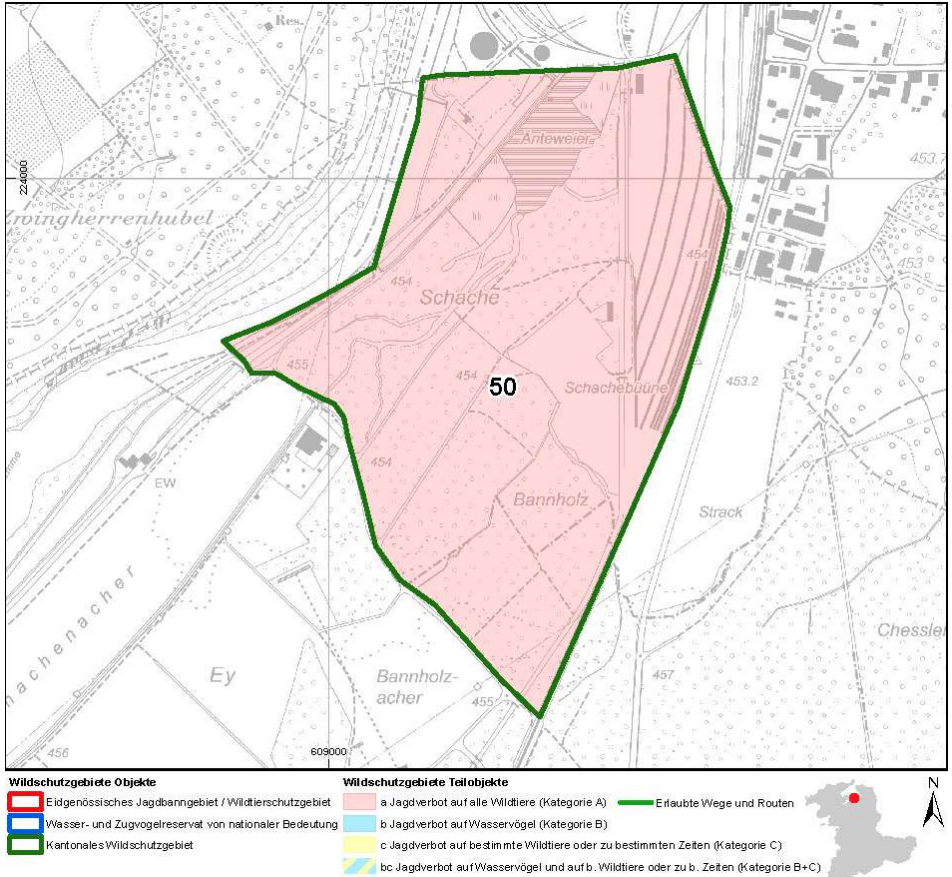 Res.
Anteweier
224000
453.2
Zwingherrenhubel
454
453
454
Schache
455
454
50
Schachebüüne
453.2
454
EW
Bannholz
Strack
Chessler
Ey
Bannholz-
acher
457
455
456
609000
Wildschutzgebiete Objekte
Eidgenössisches Jagdbanngebiet / Wildtierschutzgebiet
Wasser- und Zugvogelreservat von nationaler Bedeutung
Kantonales Wildschutzgebiet
Wildschutzgebiete Teilobjekte
a Jagdverbot auf alle Wildtiere (Kategorie A)
b Jagdverbot auf Wasservögel (Kategorie B)
c Jagdverbot auf bestimmte Wildtiere oder zu bestimmten Zeiten (Kategorie C)
bc Jagdverbot auf Wasservögel und auf b. Wildtiere oder zu b. Zeiten (Kategorie B+C)
Erlaubte Wege und Routen
N